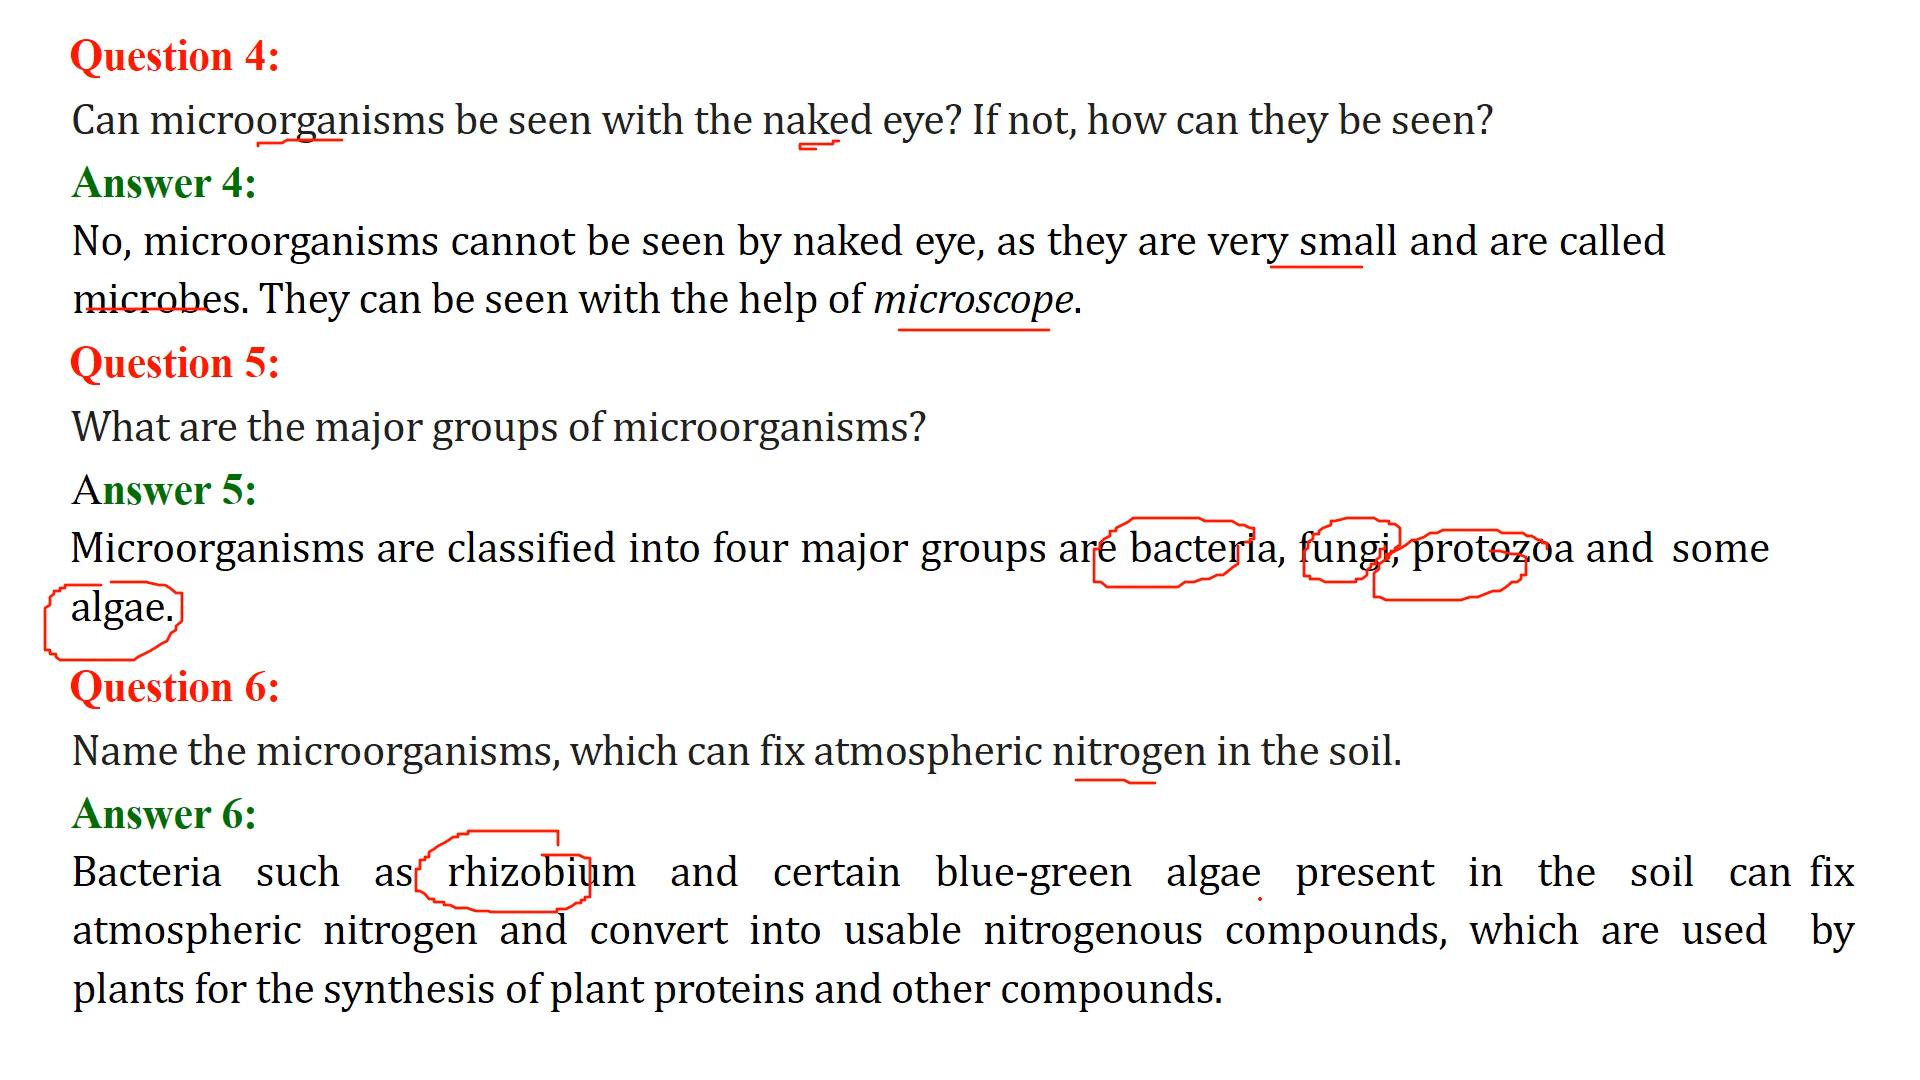 Question 4:
Can microorganisms be seen with the naked eye? If not, how can they be seen?
Answer 4:
No, microorganisms cannot be seen by naked eye, as they are very small and are called
microbes. They can be seen with the help of microscope.
Question 5:
What are the major groups of microorganisms?
Answer 5:
Microorganisms are classified into four major groups are bacteria, fungi, protozoa and some
algae.
Question 6:
Name the microorganisms, which can fix atmospheric nitrogen in the soil.
Answer 6:
Bacteria such as rhizobium and certain blue-green algae present in the soil can fix
atmospheric nitrogen and convert into usable nitrogenous compounds, which are used by
plants for the synthesis of plant proteins and other compounds.